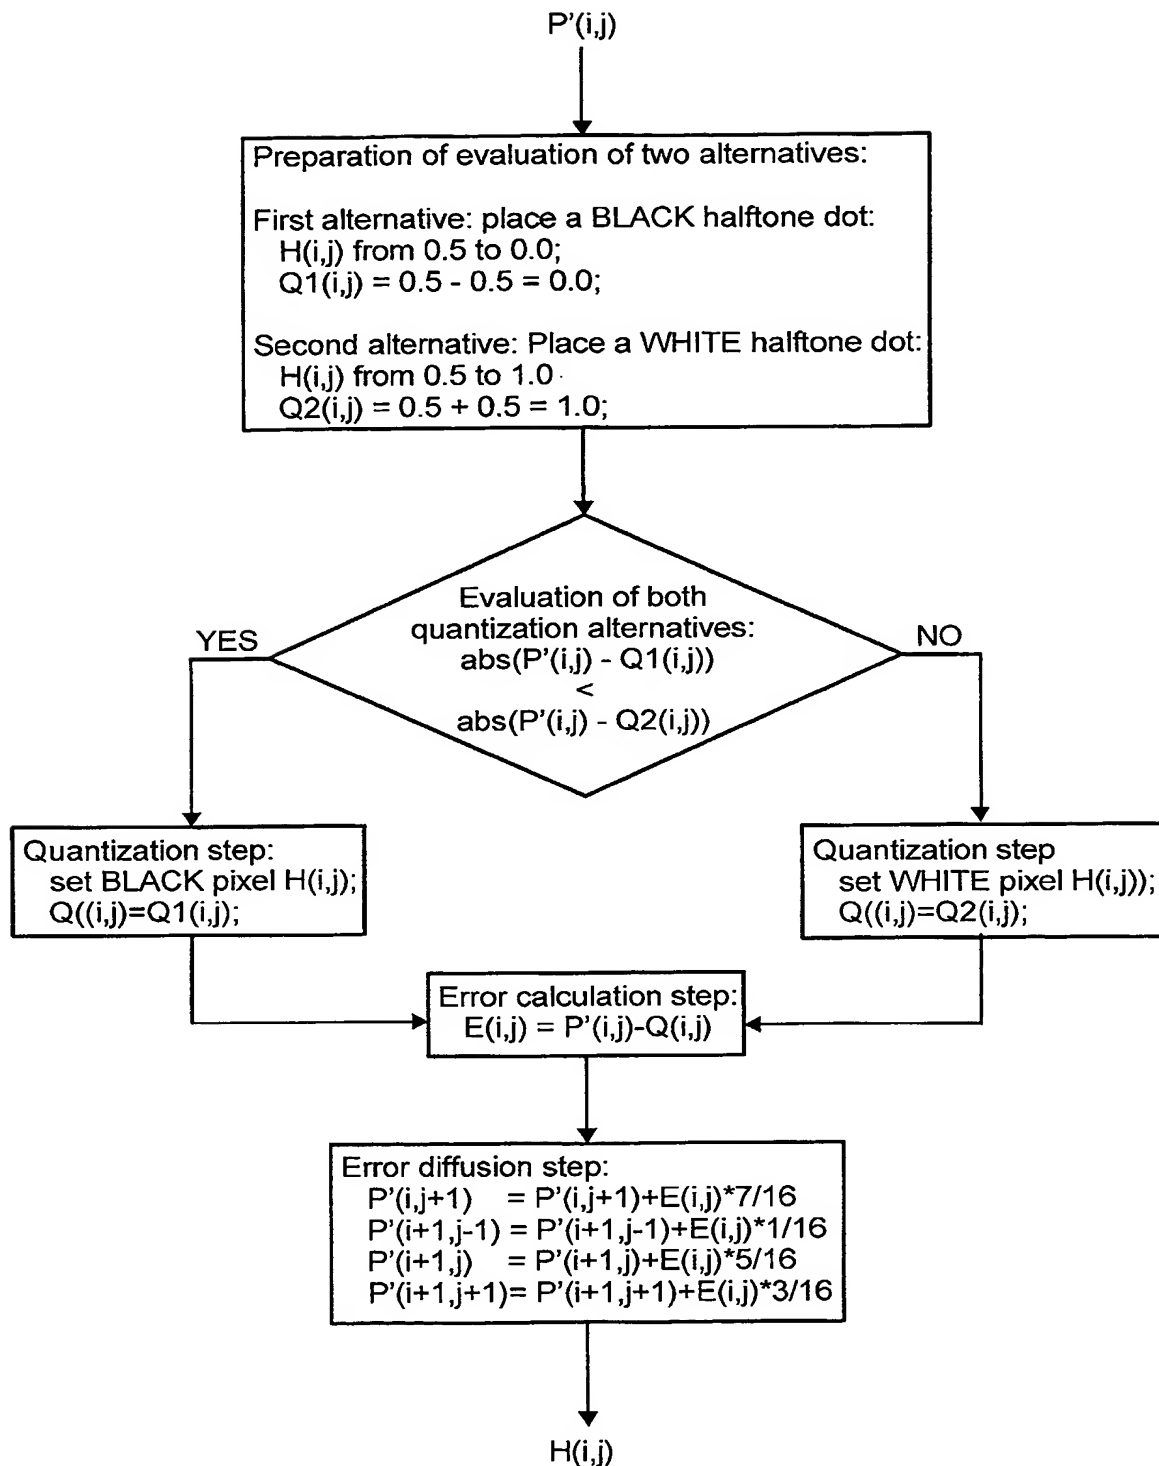 P'(i,j)
Preparation of evaluation of two alternatives:
First alternative: place a BLACK halftone dot:
H(i,j) from 0.5 to 0.0;
Q1(i,j) = 0.5 - 0.5 = 0.0;
Second alternative: Place a WHITE halftone dot:
H(i,j) from 0.5 to 1.0
Q2(i,j) = 0.5 + 0.5 = 1.0;
Evaluation of both
quantization alternatives:
abs(P'(i,j) - Q1(i,j))
<
abs(P'(i,j) - Q2(i,j))
YES
NO
Quantization step:
set BLACK pixel H(i,j);
Q((i,j)=Q1(i,j);
Quantization step
set WHITE pixel H(i,j));
Q((i,j)=Q2(i,j);
Error calculation step:
E(i,j) = P'(i,j)-Q(i,j)
Error diffusion step:
P'(i,j+1) = P'(i,j+1)+E(i,j)*7/16
P'(i+1,j-1) = P'(i+1,j-1)+E(i,j)*1/16
P'(i+1,j) = P'(i+1,j)+E(i,j)*5/16
P'(i+1,j+1)= P'(i+1,j+1)+E(i,j)*3/16
H(i,j)